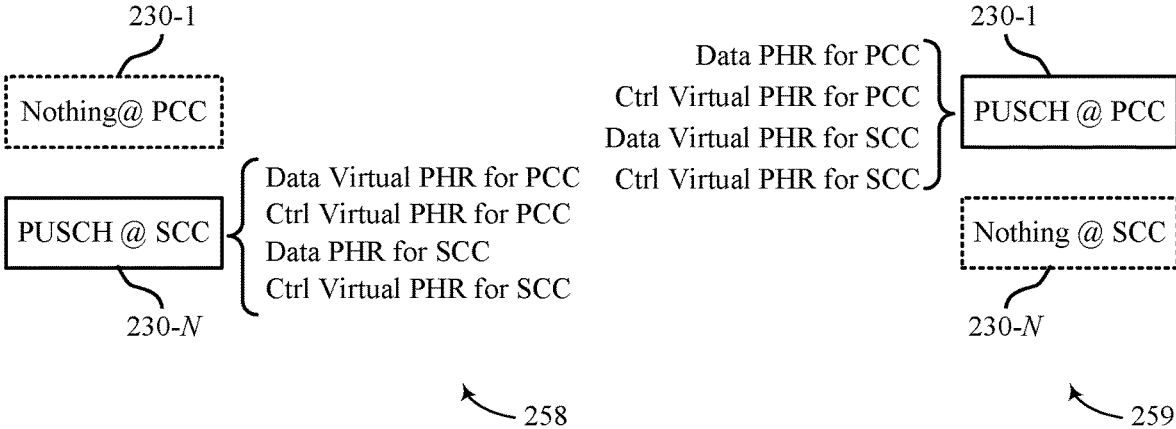 230-1
Nothing@ PCC
PUSCH @ SCC
Data Virtual PHR for PCC
Ctrl Virtual PHR for PCC
Data PHR for SCC
Ctrl Virtual PHR for SCC
230-N
258
230-1
Data PHR for PCC
Ctrl Virtual PHR for PCC
Data Virtual PHR for SCC
Ctrl Virtual PHR for SCC
PUSCH @ PCC
Nothing @ SCC
230-N
259